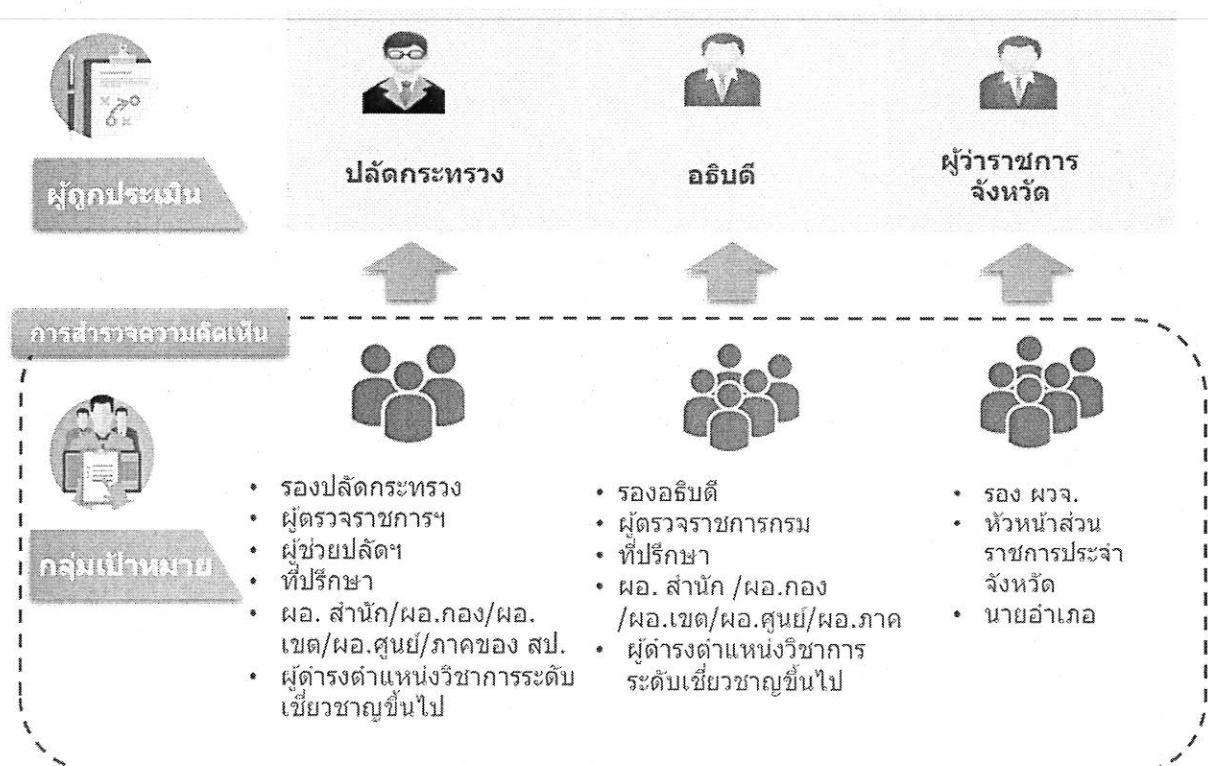 ผู้ถูกประเมิน
ปลัดกระทรวง
อธิบดี
ผู้ว่าราชการ
จังหวัด
การสำรวจความคิดเห็น
กลุ่มเป้าหมาย
• รองปลัดกระทรวง
• ผู้ตรวจราชการฯ
• ผู้ช่วยปลัดฯ
• ที่ปรึกษา
• ผอ. สำนัก/ผอ.กอง/ผอ.
เขต/ผอ.ศูนย์/ภาคของ สป.
• ผู้ดำรงตำแหน่งวิชาการระดับ
เชี่ยวชาญขึ้นไป
• รองอธิบดี
• ผู้ตรวจราชการกรม
• ที่ปรึกษา
• ผอ. สำนัก /ผอ.กอง
/ผอ.เขต/ผอ.ศูนย์/ผอ.ภาค
• ผู้ดำรงตำแหน่งวิชาการ
ระดับเชี่ยวชาญขึ้นไป
• รอง ผวจ.
• หัวหน้าส่วน
ราชการประจำ
จังหวัด
• นายอำเภอ